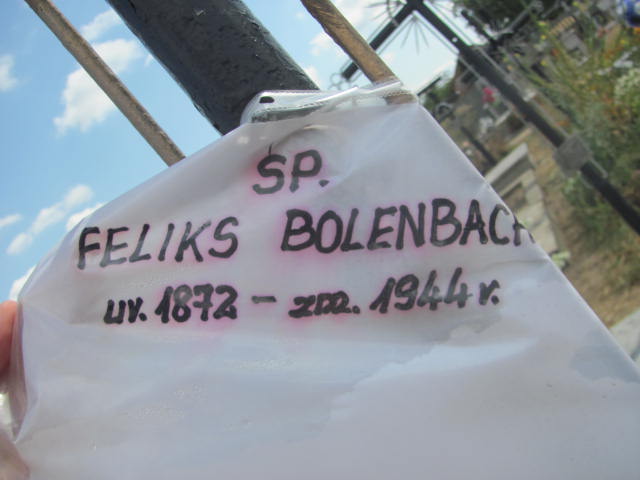 ŚP.
FELIKS BOLENBACH
ur. 1872 - zm. 1944 r.